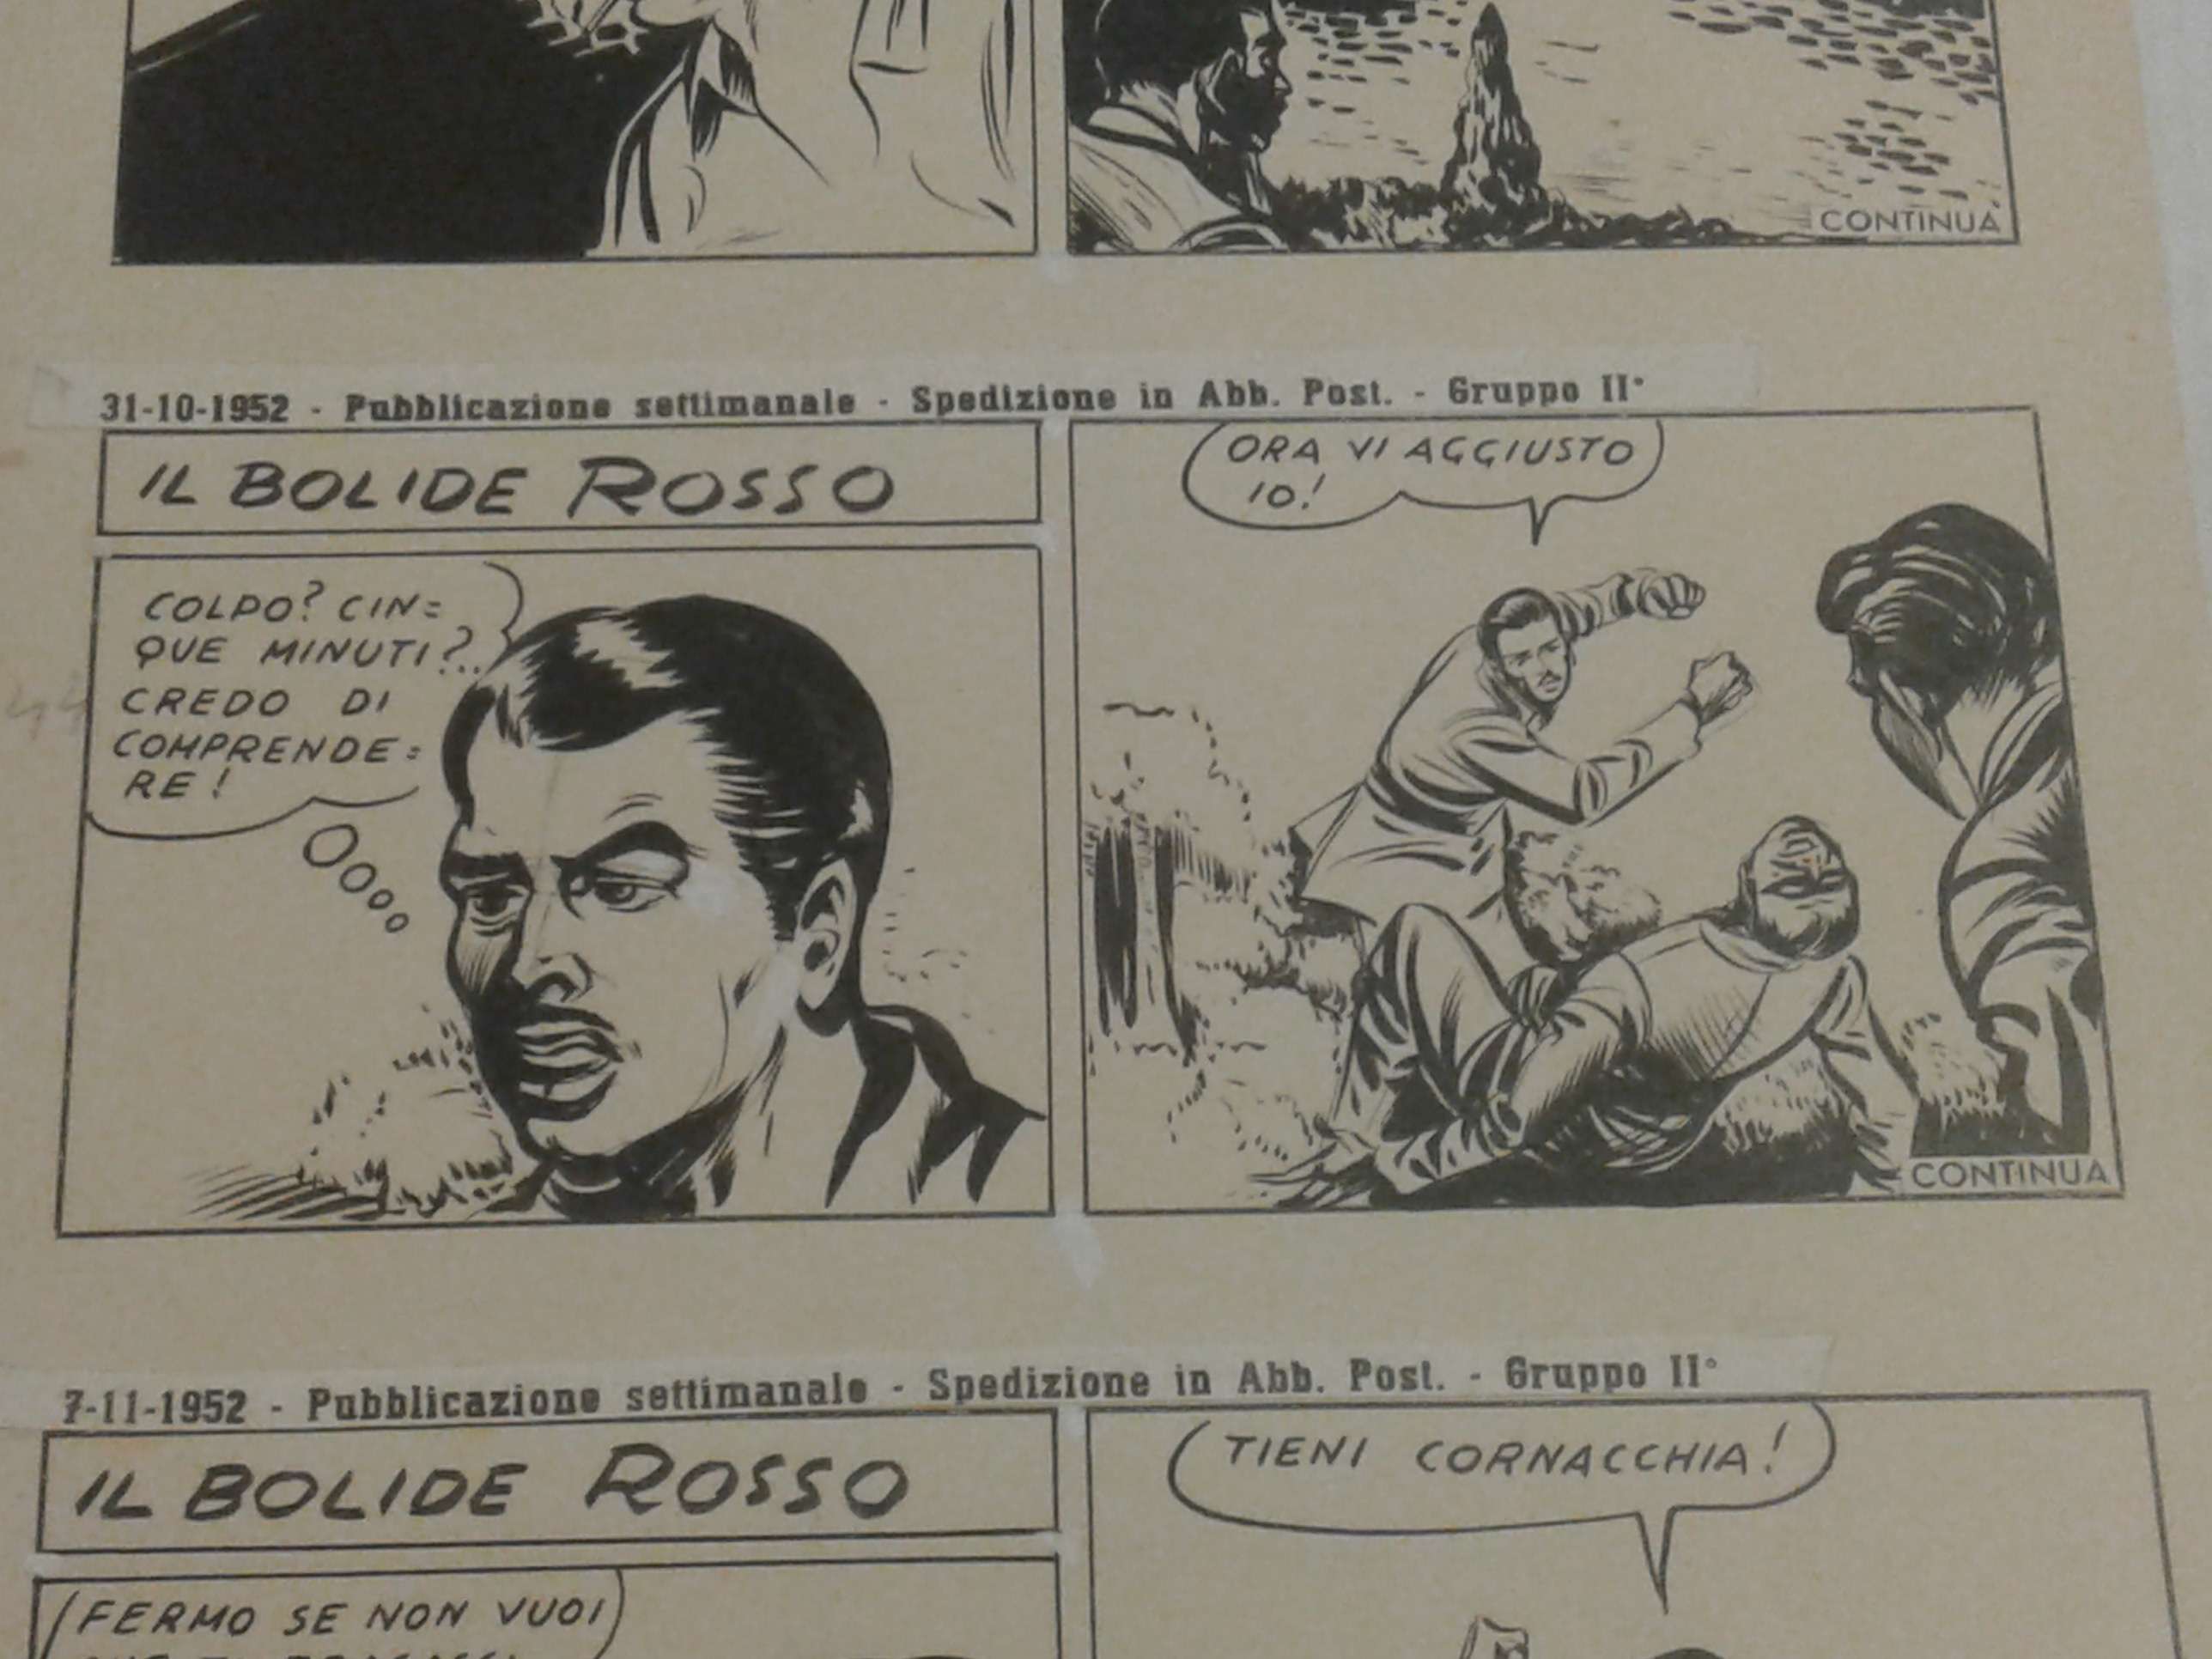 CONTINUA
31-10-1952 - Pubblicazione settimanale - Spedizione in Abb. Post. - Gruppo II°
IL BOLIDE ROSSO
COLPO? CIN=
QUE MINUTI?..
CREDO DI
COMPRENDE=
RE!
ORA VI AGGIUSTO
IO!
CONTINUA
7-11-1952 - Pubblicazione settimanale - Spedizione in Abb. Post. - Gruppo II°
IL BOLIDE ROSSO
FERMO SE NON VUOI
TIENI CORNACCHIA!